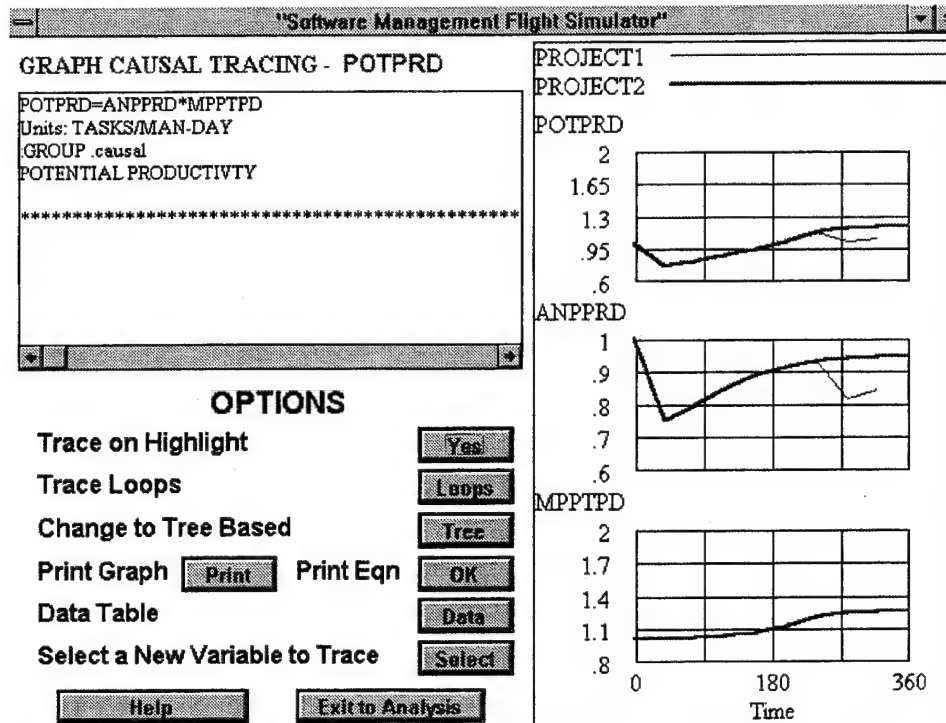 "Software Management Flight Simulator"
GRAPH CAUSAL TRACING - POTPRD
POTPRD=ANPPRD*MPPTPD
Units: TASKS/MAN-DAY
:GROUP .causal
POTENTIAL PRODUCTIVTY
************************************************
OPTIONS
Trace on Highlight Yes
Trace Loops Loops
Change to Tree Based Tree
Print Graph Print Print Eqn OK
Data Table Data
Select a New Variable to Trace Select
Help Exit to Analysis
PROJECT1
PROJECT2
POTPRD
2
1.65
1.3
.95
.6
ANPPRD
1
.9
.8
.7
.6
MPPTPD
2
1.7
1.4
1.1
.8
0 180 360
Time